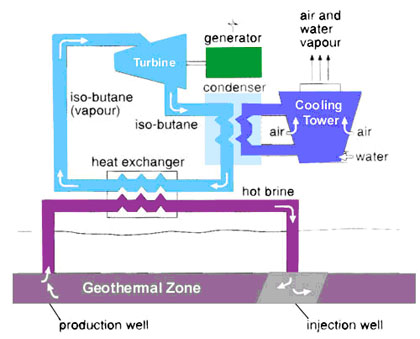 air and
water
vapour
generator
Turbine
condenser
iso-butane
(vapour)
iso-butane
Cooling
Tower
air
air
water
heat exchanger
hot brine
Geothermal Zone
production well
injection well